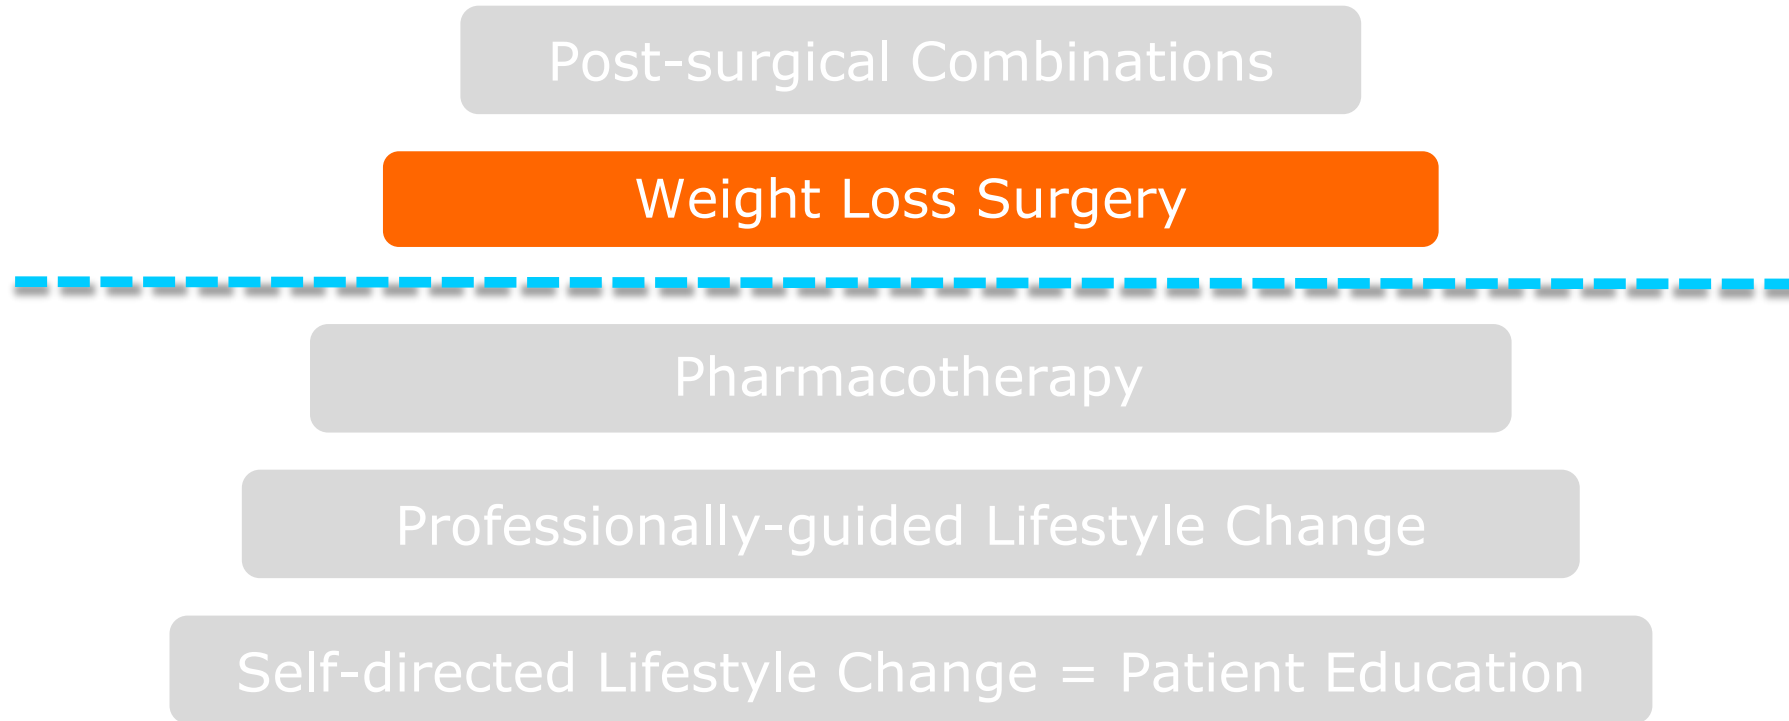 Post-surgical Combinations
Weight Loss Surgery
Pharmacotherapy
Professionally-guided Lifestyle Change
Self-directed Lifestyle Change = Patient Education